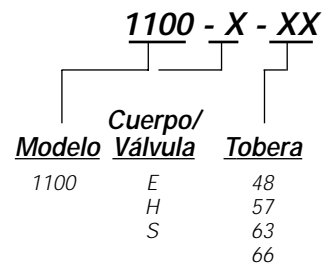 1100 - X - XX
Modelo Cuerpo/Válvula Tobera
1100 E 48
H 57
S 63
66